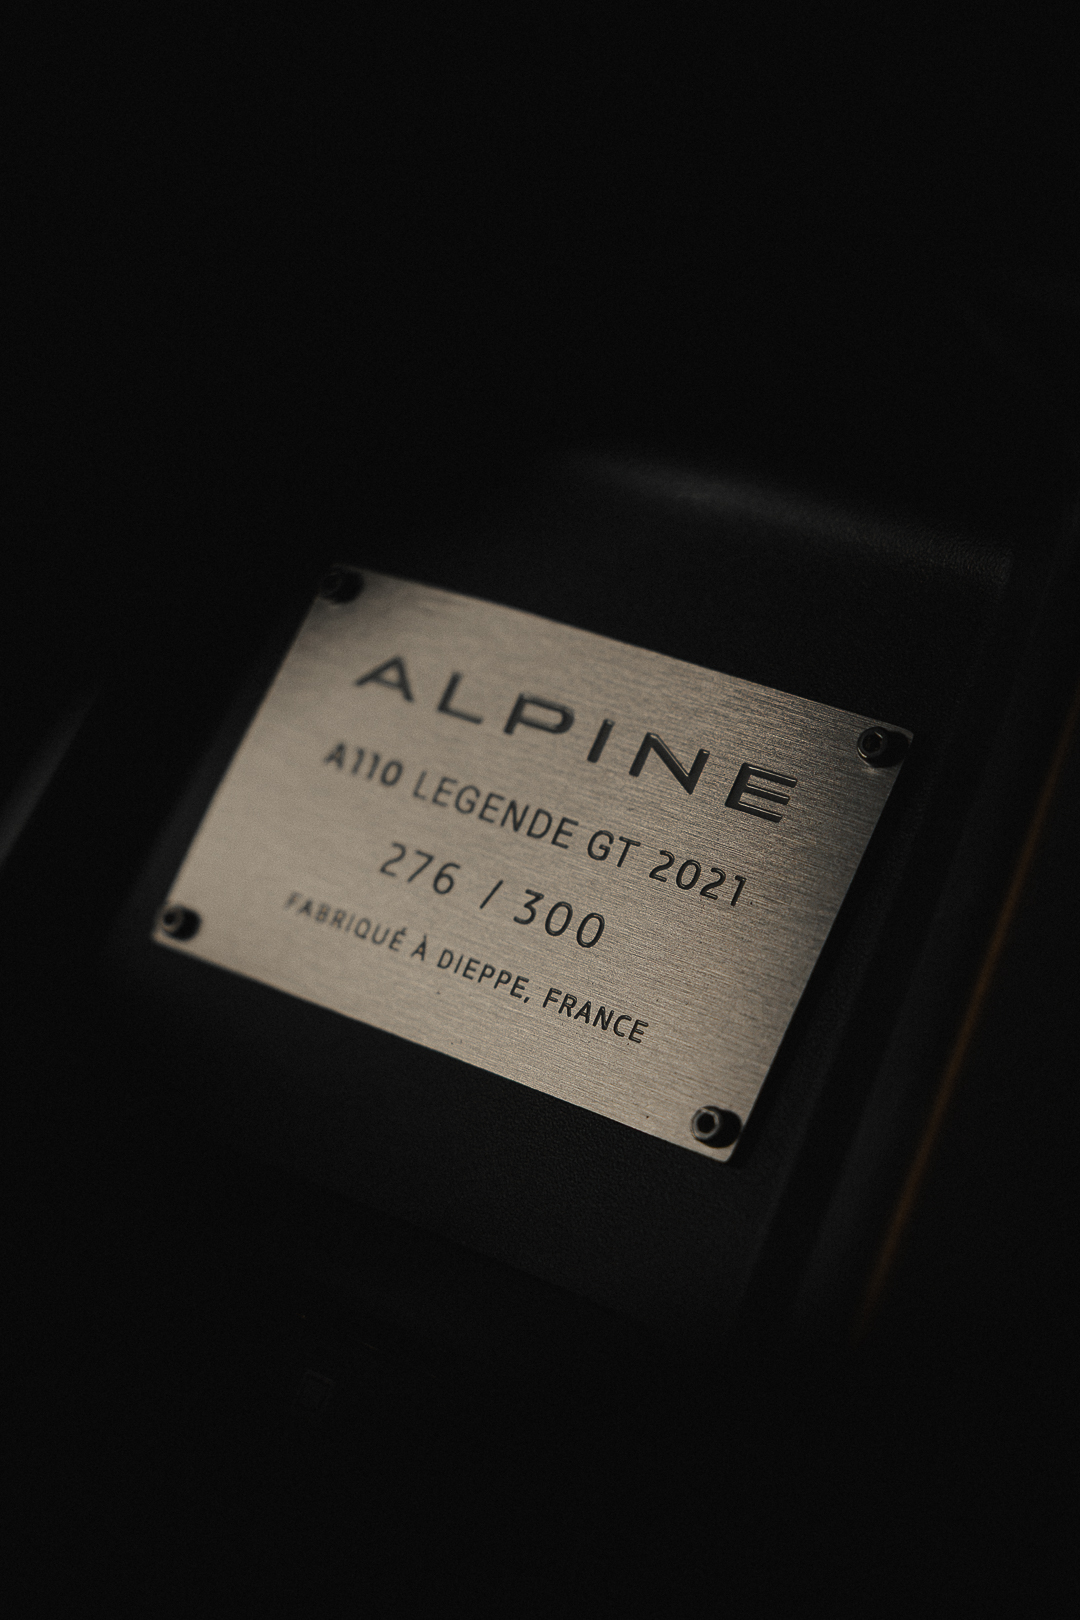 ALPINE
A110 LEGENDE GT 2021
276 / 300
FABRIQUÉ À DIEPPE, FRANCE